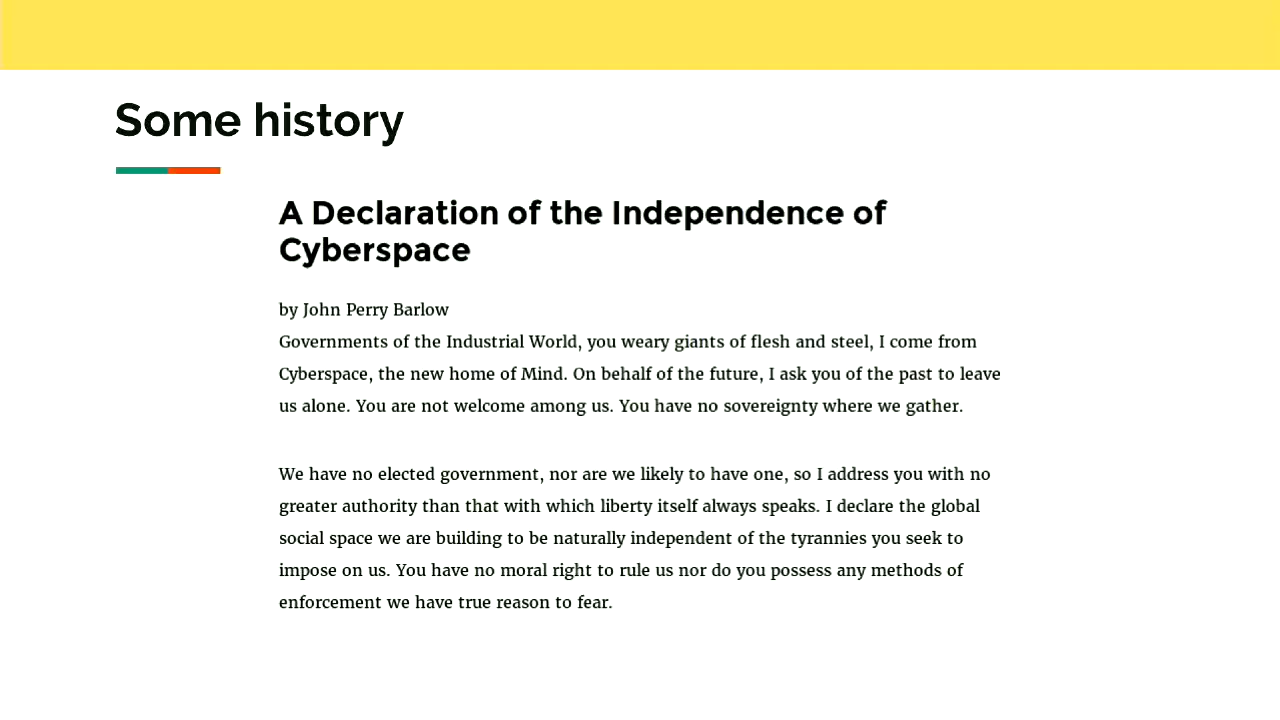 Some history
A Declaration of the Independence of
Cyberspace
by John Perry Barlow
Governments of the Industrial World, you weary giants of flesh and steel, I come from
Cyberspace, the new home of Mind. On behalf of the future, I ask you of the past to leave
us alone. You are not welcome among us. You have no sovereignty where we gather.
We have no elected government, nor are we likely to have one, so I address you with no
greater authority than that with which liberty itself always speaks. I declare the global
social space we are building to be naturally independent of the tyrannies you seek to
impose on us. You have no moral right to rule us nor do you possess any methods of
enforcement we have true reason to fear.